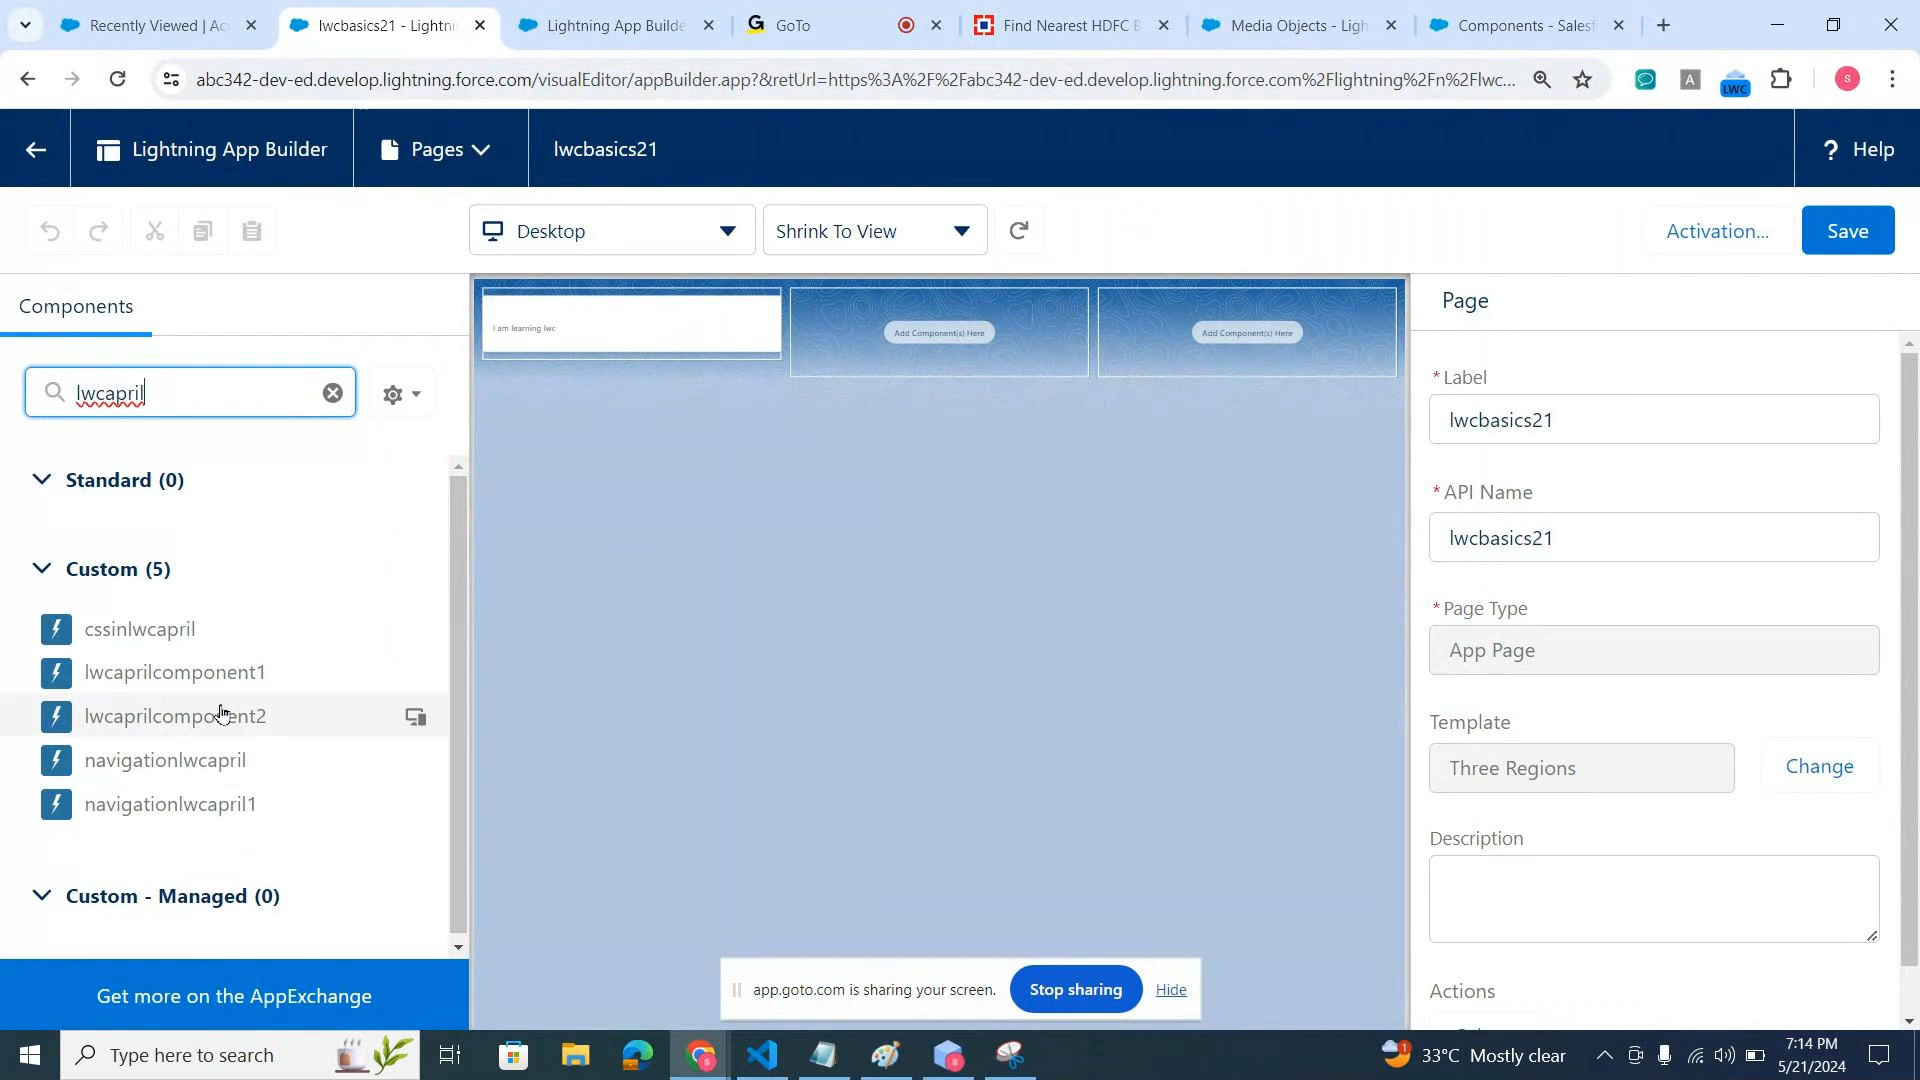 Recently Viewed | Ac
lwcbasics21 - Lightnin
Lightning App Builde
GoTo
Find Nearest HDFC B
Media Objects - Ligh
Components - Salesf
abc342-dev-ed.develop.lightning.force.com/visualEditor/appBuilder.app?&retUrl=https%3A%2F%2Fabc342-dev-ed.develop.lightning.force.com%2Flightning%2Fn%2Flwc...
A
LWC
S
Lightning App Builder
Pages
lwcbasics21
? Help
Desktop
Shrink To View
Activation...
Save
Components
lwcapril
Standard (0)
Custom (5)
cssinlwcapril
lwcaprilcomponent1
lwcaprilcomponent2
navigationlwcapril
navigationlwcapril1
Custom - Managed (0)
Get more on the AppExchange
I am learning lwc
Add Component(s) Here
Add Component(s) Here
Page
*Label
lwcbasics21
*API Name
lwcbasics21
*Page Type
App Page
Template
Three Regions
Change
Description
Actions
app.goto.com is sharing your screen.
Stop sharing
Hide
Type here to search
1
33°C Mostly clear
7:14 PM
5/21/2024